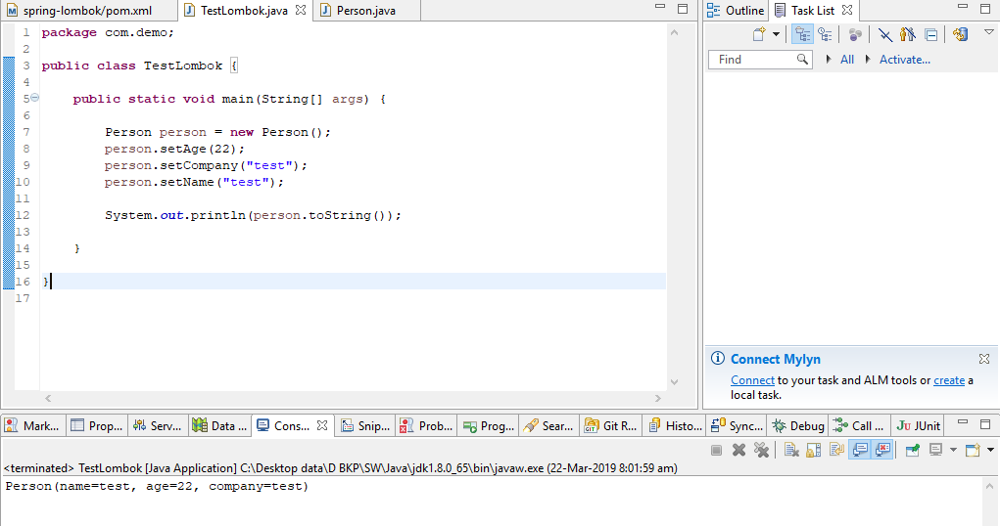 spring-lombok/pom.xml TestLombok.java Person.java
1 package com.demo;
2
3 public class TestLombok {
4
5 public static void main(String[] args) {
6
7 Person person = new Person();
8 person.setAge(22);
9 person.setCompany("test");
10 person.setName("test");
11
12 System.out.println(person.toString());
13
14 }
15
16 }
17
Outline Task List
Find All Activate...
Connect Mylyn
Connect to your task and ALM tools or create a
local task.
Mark... Prop... Serv... Data ... Cons... Snip... Prob... Prog... Sear... Git R... Histo... Sync... Debug Call ... JUnit
<terminated> TestLombok [Java Application] C:\Desktop data\D BKP\SW\Java\jdk1.8.0_65\bin\javaw.exe (22-Mar-2019 8:01:59 am)
Person(name=test, age=22, company=test)